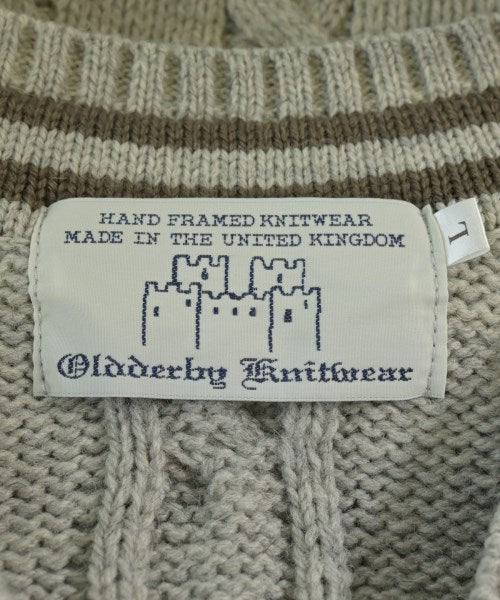 HAND FRAMED KNITWEAR
MADE IN THE UNITED KINGDOM
Oldderby Knitwear
L